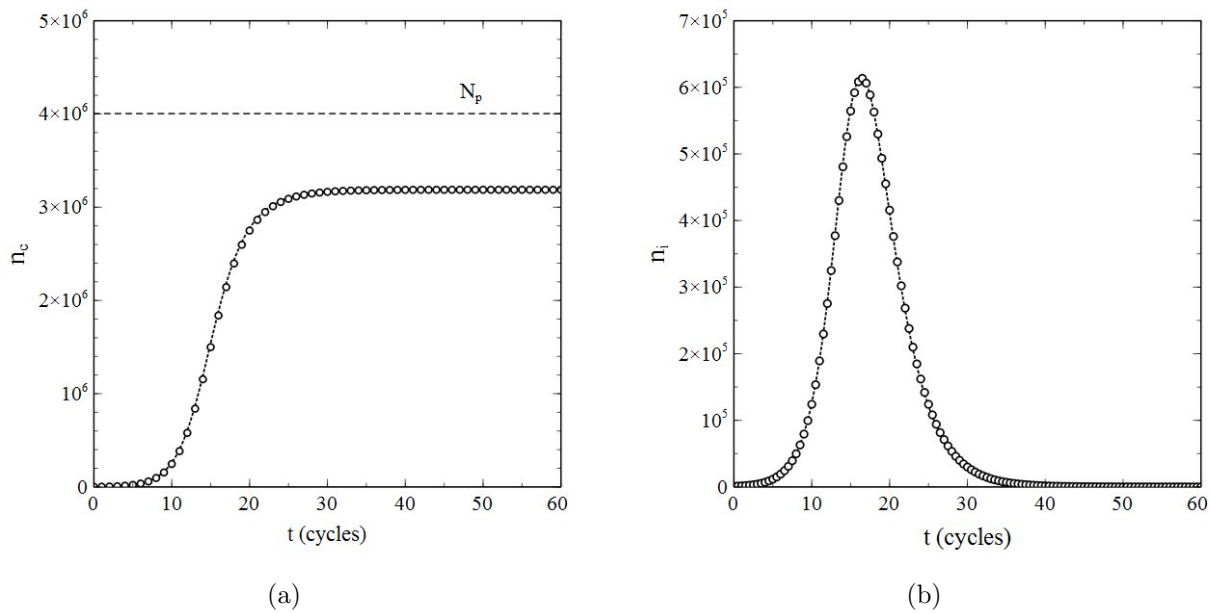 5×10⁶
4×10⁶
3×10⁶
2×10⁶
10⁶
0
n_c
N_p
0 10 20 30 40 50 60
t (cycles)
(a)
7×10⁵
6×10⁵
5×10⁵
4×10⁵
3×10⁵
2×10⁵
10⁵
0
n_i
0 10 20 30 40 50 60
t (cycles)
(b)